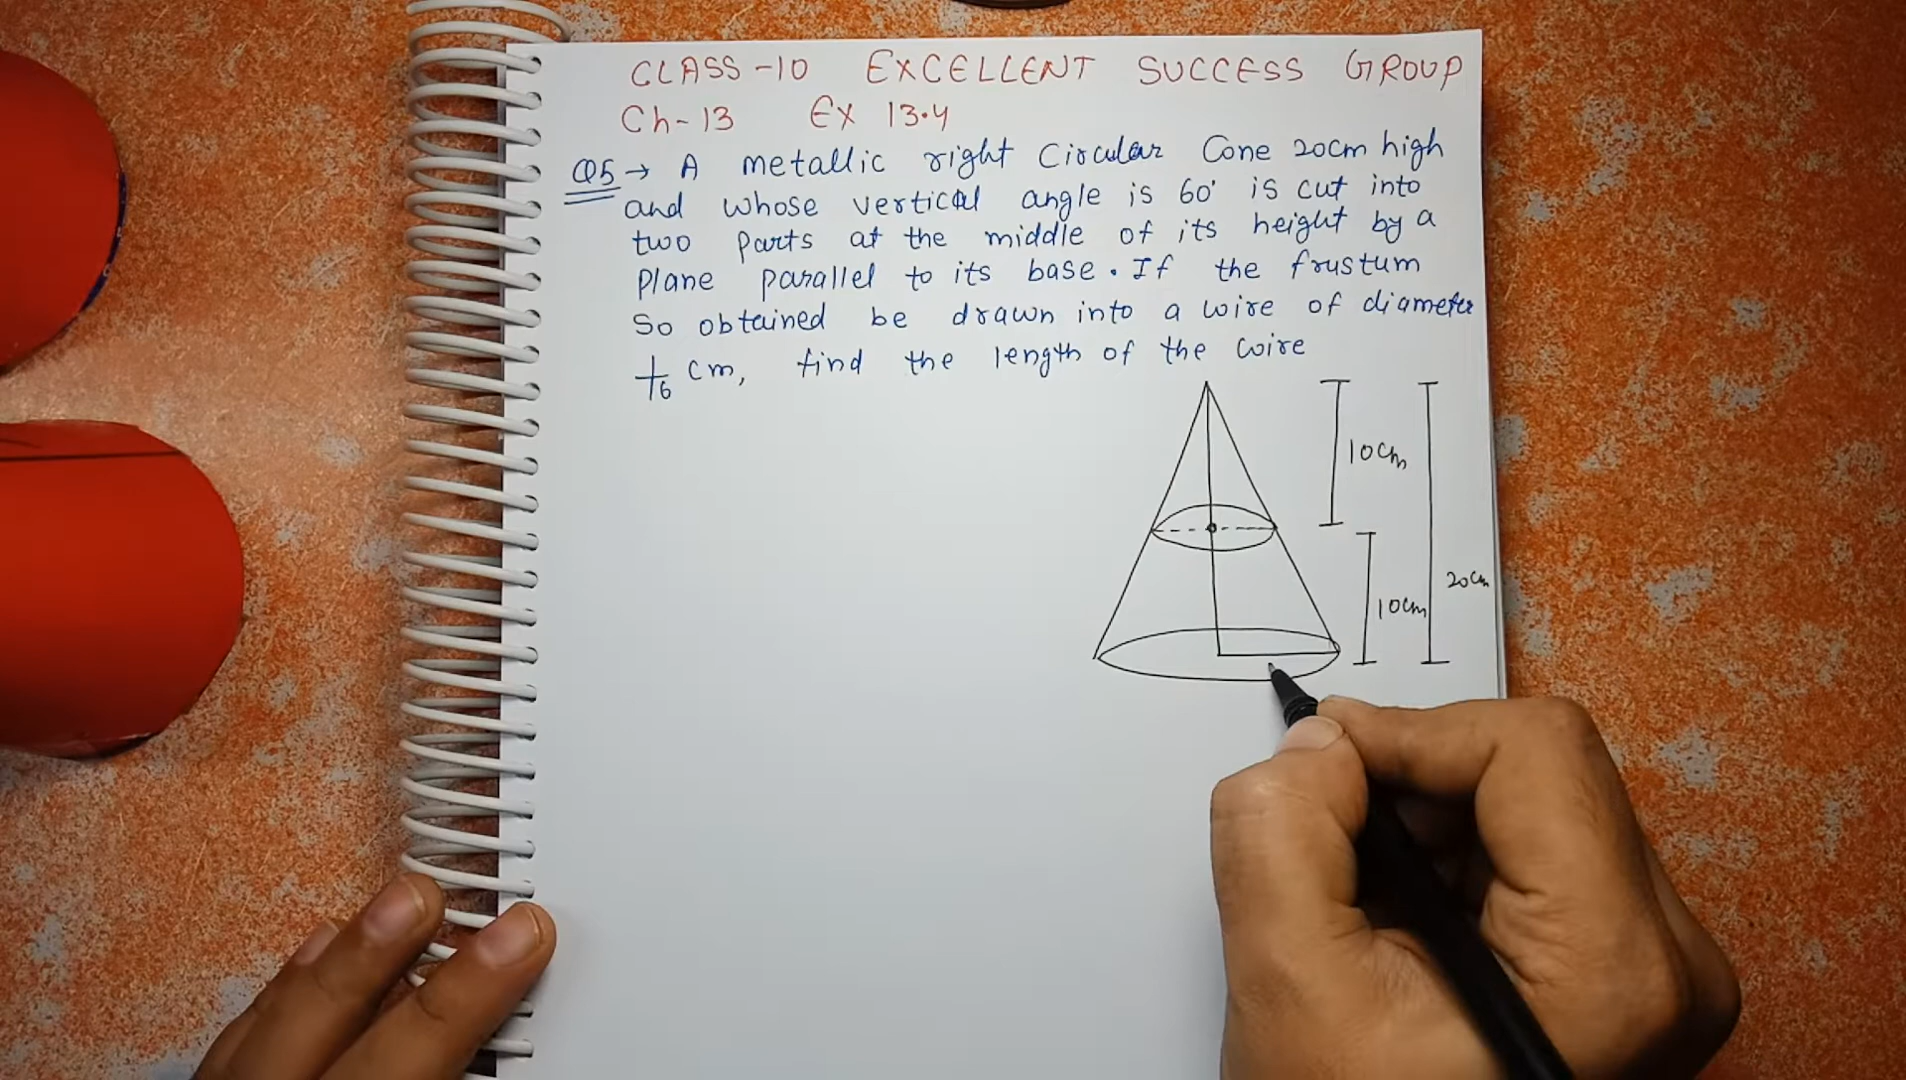 CLASS-10 EXCELLENT SUCCESS GROUP
Ch-13 Ex 13.4
Q5→ A metallic right Circular Cone 20cm high
and whose vertical angle is 60° is cut into
two parts at the middle of its height by a
plane parallel to its base. If the frustum
So obtained be drawn into a wire of diameter
1/16 cm, find the length of the wire
10cm
20cm
10cm